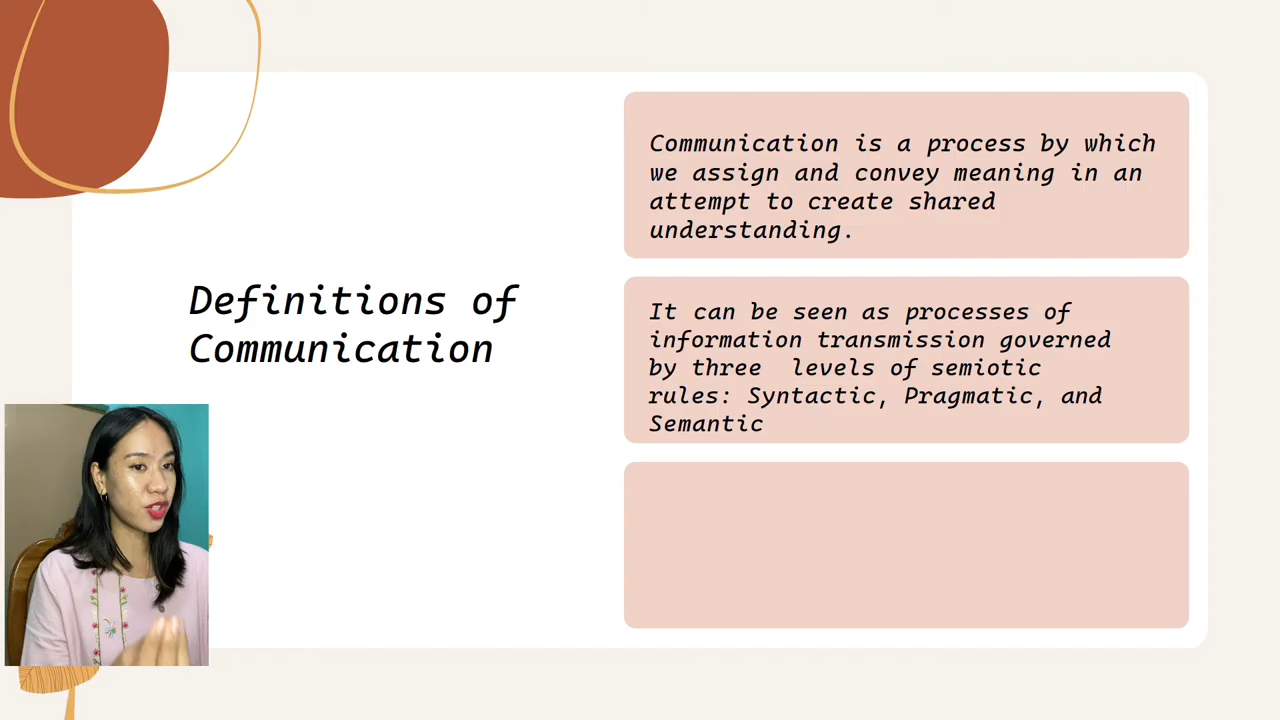 Definitions of
Communication
Communication is a process by which
we assign and convey meaning in an
attempt to create shared
understanding.
It can be seen as processes of
information transmission governed
by three  levels of semiotic
rules: Syntactic, Pragmatic, and
Semantic